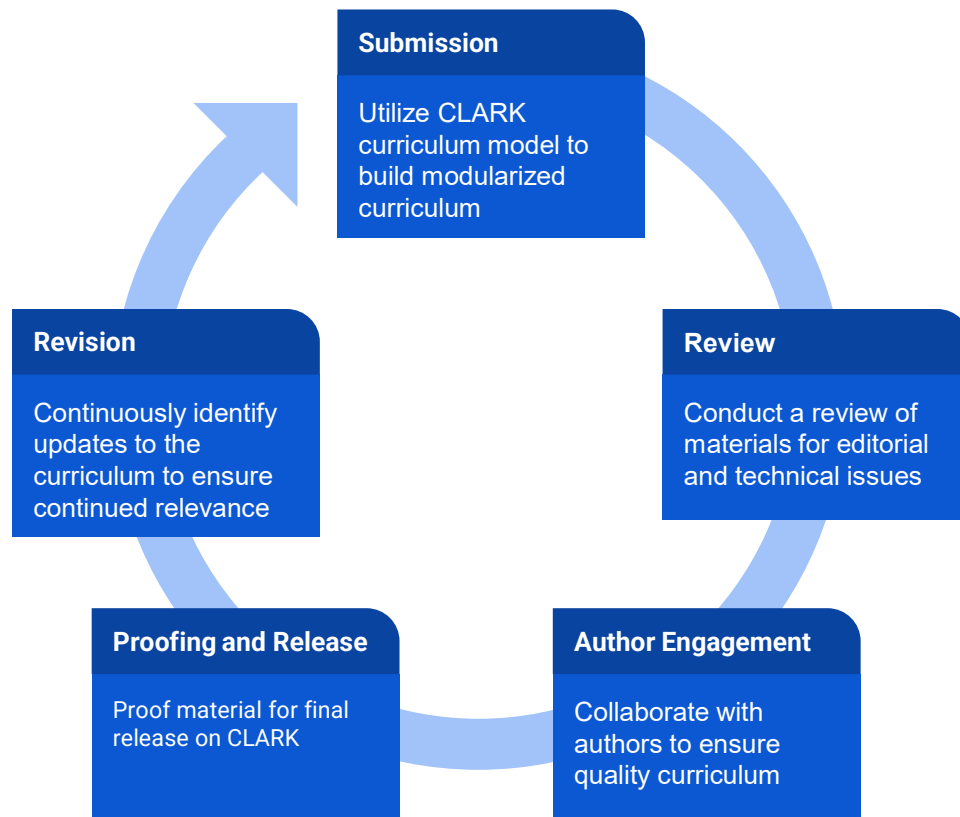 Submission
Utilize CLARK
curriculum model to
build modularized
curriculum
Review
Conduct a review of
materials for editorial
and technical issues
Author Engagement
Collaborate with
authors to ensure
quality curriculum
Proofing and Release
Proof material for final
release on CLARK
Revision
Continuously identify
updates to the
curriculum to ensure
continued relevance